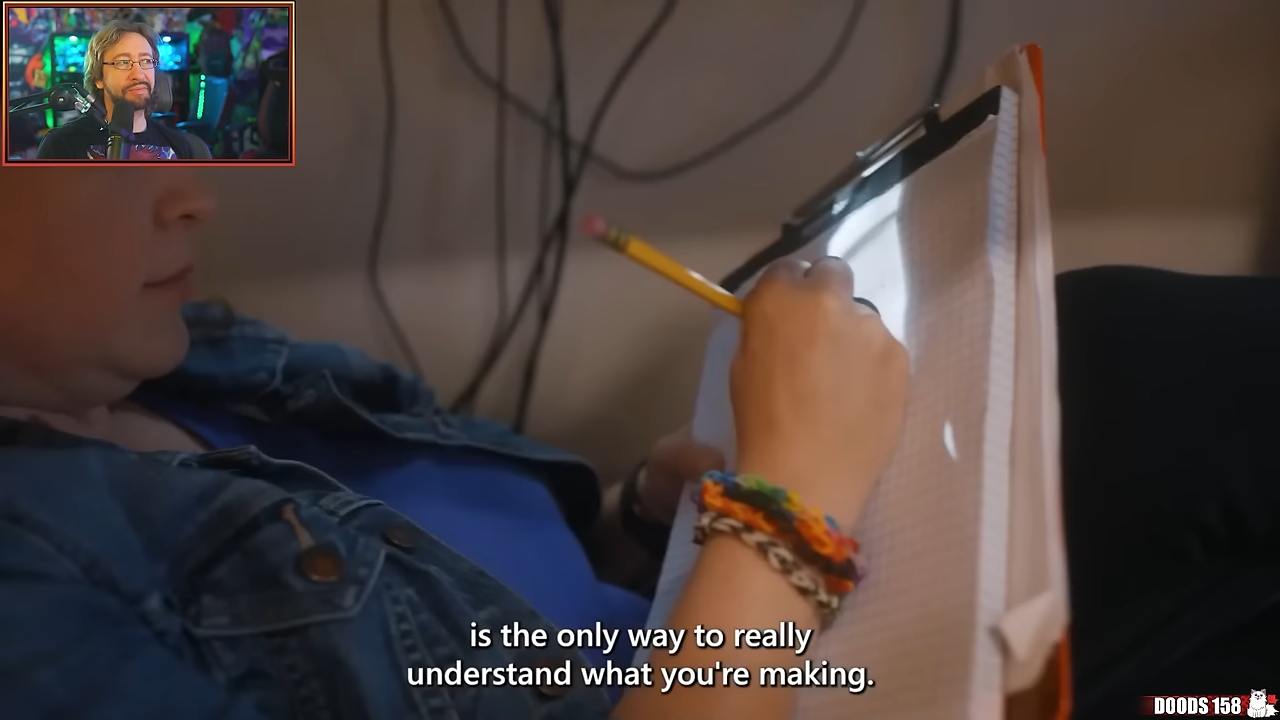 is the only way to really
understand what you're making.
DOODS 158